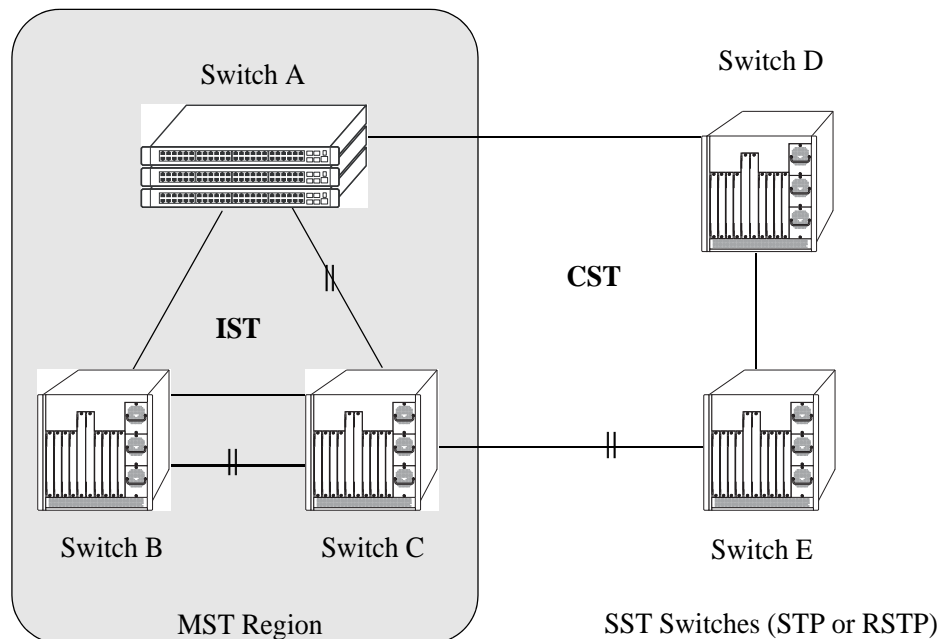 Switch A
Switch D
IST
CST
Switch B
Switch C
Switch E
MST Region
SST Switches (STP or RSTP)